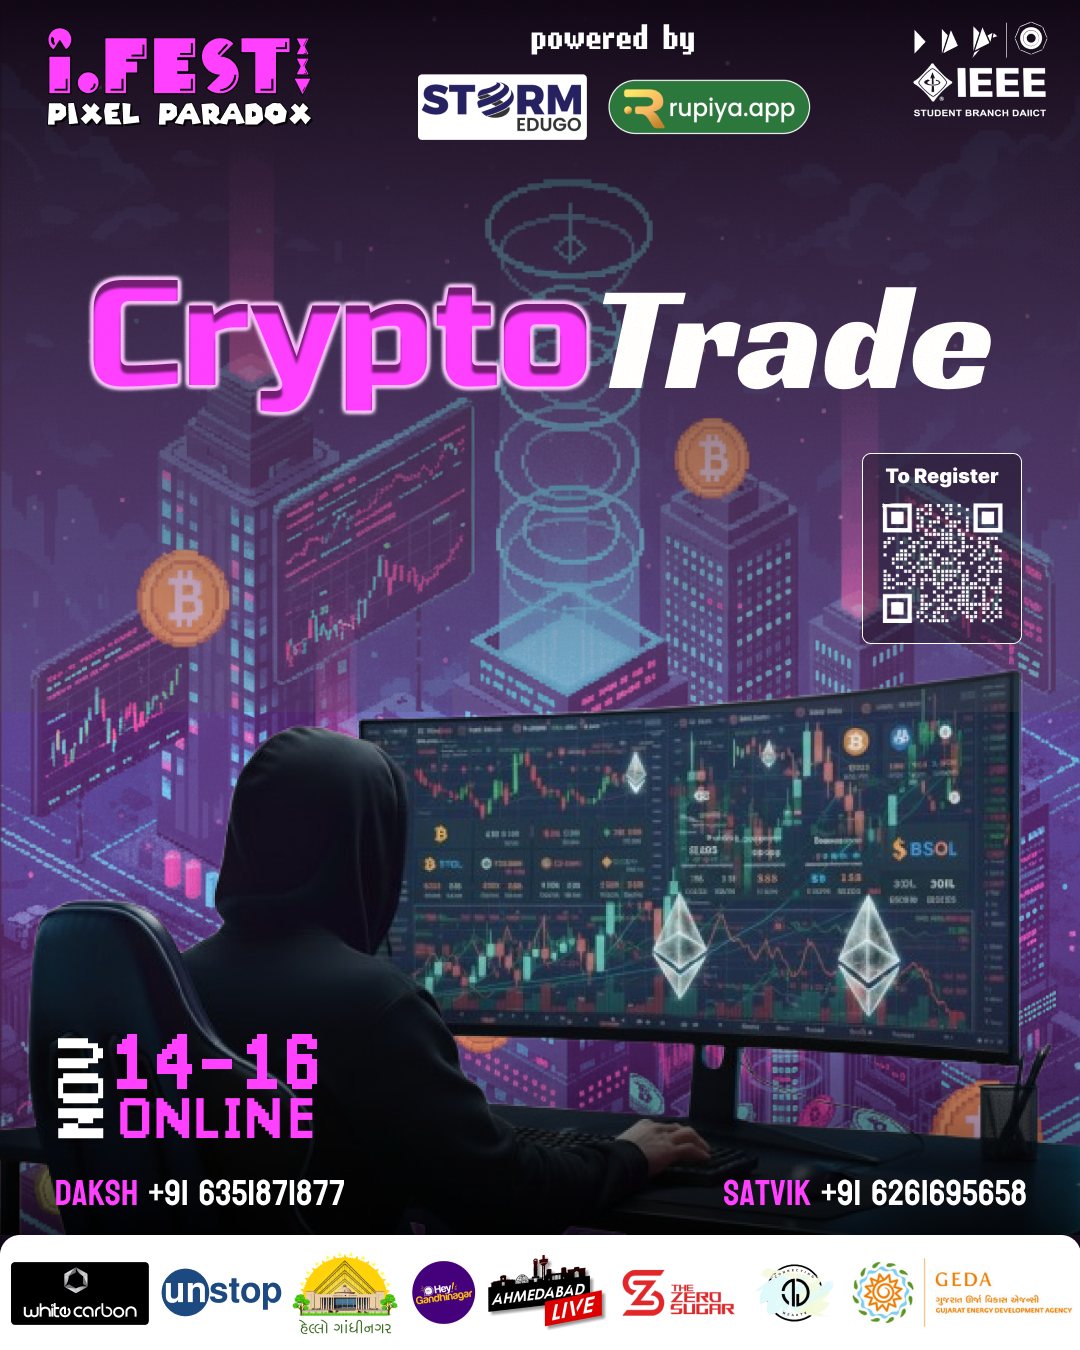 i.FEST
PIXEL PARADOX
powered by
STORM
EDUGO
rupiya.app
IEEE
STUDENT BRANCH DAIICT
CryptoTrade
To Register
$BSOL
NOV
14-16
ONLINE
DAKSH +91 6351871877
SATVIK +91 6261695658
white carbon
unstop
હેલ્લો ગાંધીનગર
Hey!
Gandhinagar
AHMEDABAD
LIVE
THE
ZERO
SUGAR
GEDA
ગુજરાત ઊર્જા વિકાસ એજન્સી
GUJARAT ENERGY DEVELOPMENT AGENCY